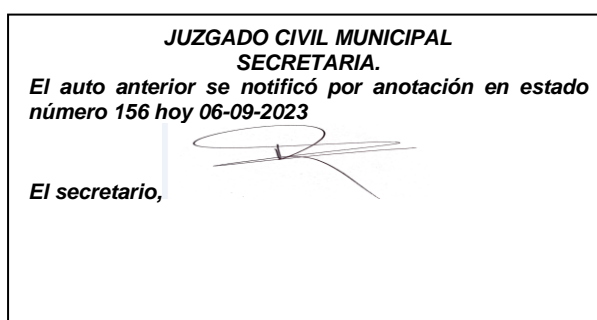 JUZGADO CIVIL MUNICIPAL
SECRETARIA.
El auto anterior se notificó por anotación en estado
número 156 hoy 06-09-2023
El secretario,